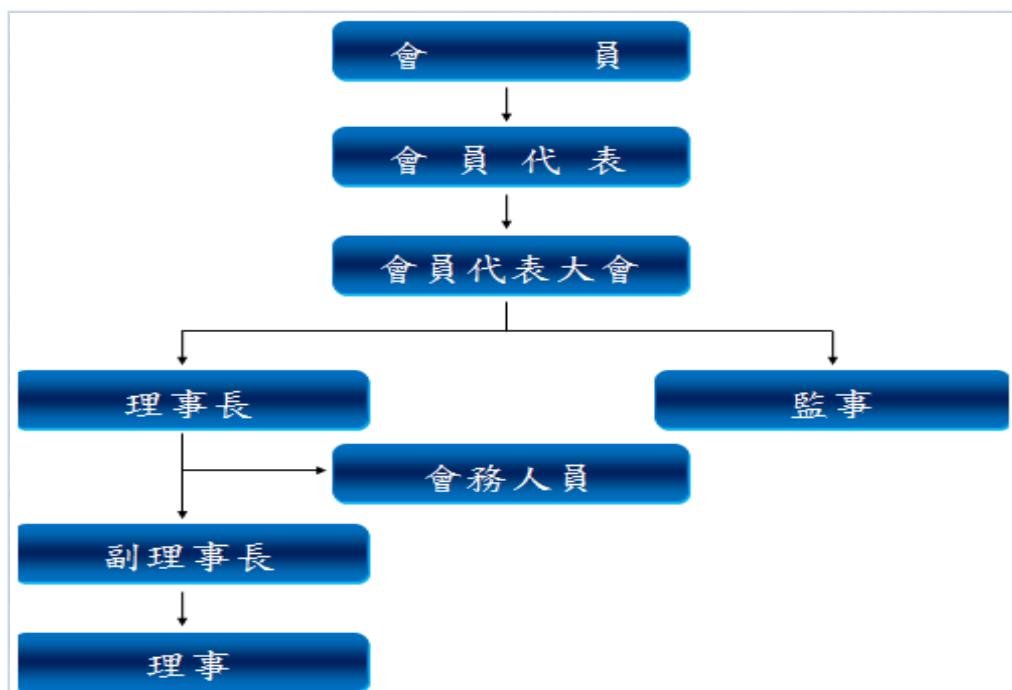 會員
會員代表
會員代表大會
理事長
監事
會務人員
副理事長
理事